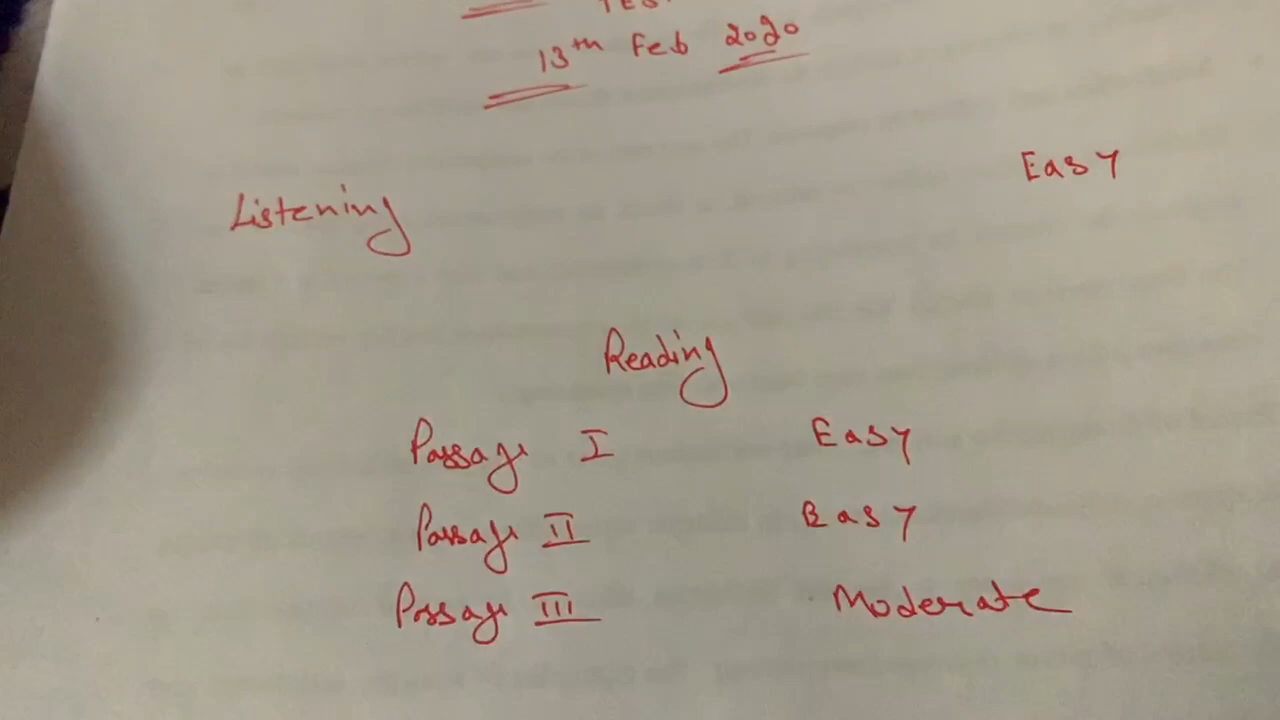 13th Feb 2020
Listening Easy
Reading
Passage I Easy
Passage II Easy
Passage III Moderate